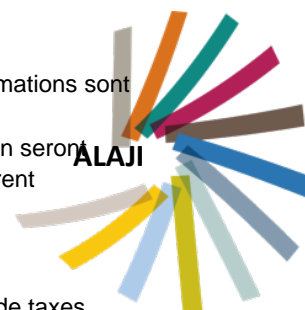 mations sont
n seront
ALAJI
rent
de taxes